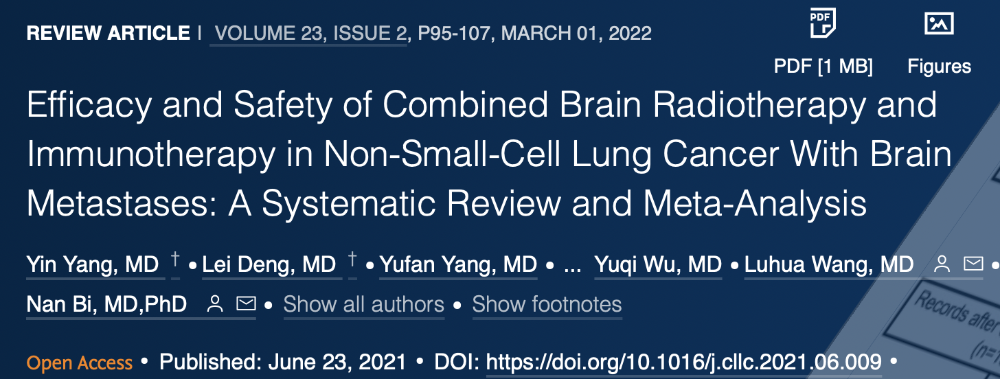 REVIEW ARTICLE | VOLUME 23, ISSUE 2, P95-107, MARCH 01, 2022
PDF
PDF [1 MB]
Figures
Efficacy and Safety of Combined Brain Radiotherapy and
Immunotherapy in Non-Small-Cell Lung Cancer With Brain
Metastases: A Systematic Review and Meta-Analysis
Yin Yang, MD † • Lei Deng, MD † • Yufan Yang, MD • ... Yuqi Wu, MD • Luhua Wang, MD •
Nan Bi, MD,PhD • Show all authors • Show footnotes
Open Access • Published: June 23, 2021 • DOI: https://doi.org/10.1016/j.cllc.2021.06.009 •
Records after
(n=